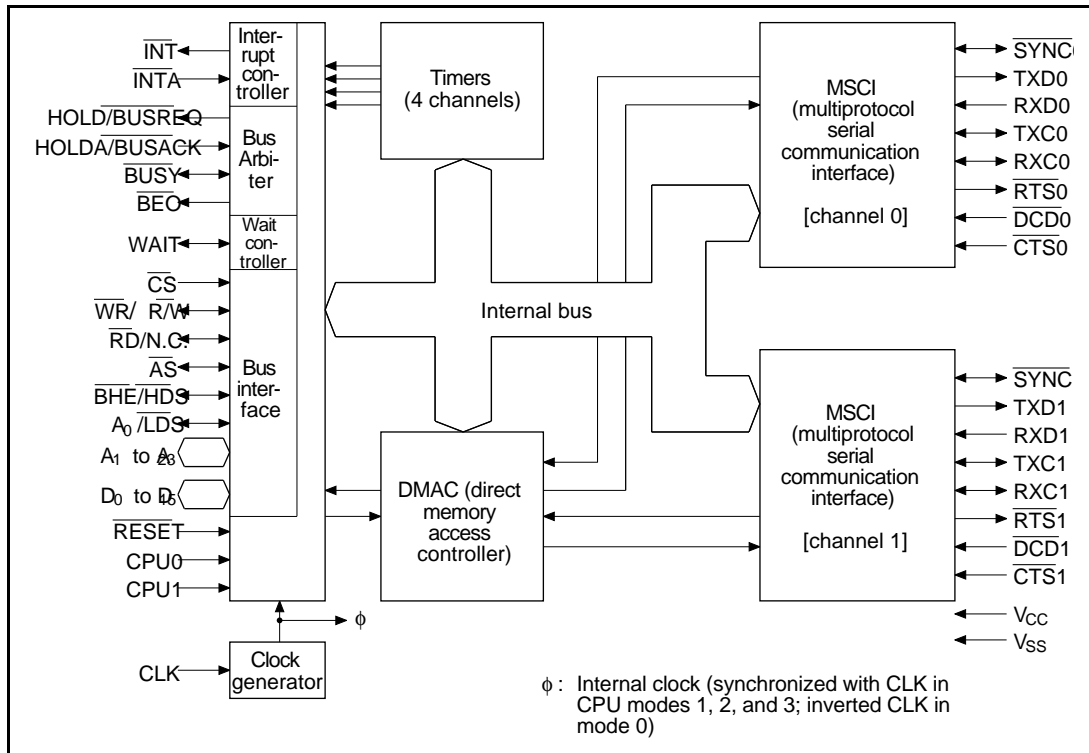 INT
INTA
HOLD/BUSREQ
HOLDA/BUSACK
BUSY
BEO
WAIT
CS
WR/ R/W
RD/N.C.
AS
BHE/HDS
A0/LDS
A1 to A23
D0 to D15
RESET
CPU0
CPU1
CLK
Inter-
rupt con-
troller
Bus
Arbi-
ter
Wait con-
troller
Bus
inter-
face
Clock
generator
φ
Timers
(4 channels)
Internal bus
DMAC (direct
memory
access
controller)
MSCI
(multiprotocol
serial
communication
interface)
[channel 0]
MSCI
(multiprotocol
serial
communication
interface)
[channel 1]
SYNC0
TXD0
RXD0
TXC0
RXC0
RTS0
DCD0
CTS0
SYNC
TXD1
RXD1
TXC1
RXC1
RTS1
DCD1
CTS1
VCC
VSS
φ : Internal clock (synchronized with CLK in
CPU modes 1, 2, and 3; inverted CLK in
mode 0)